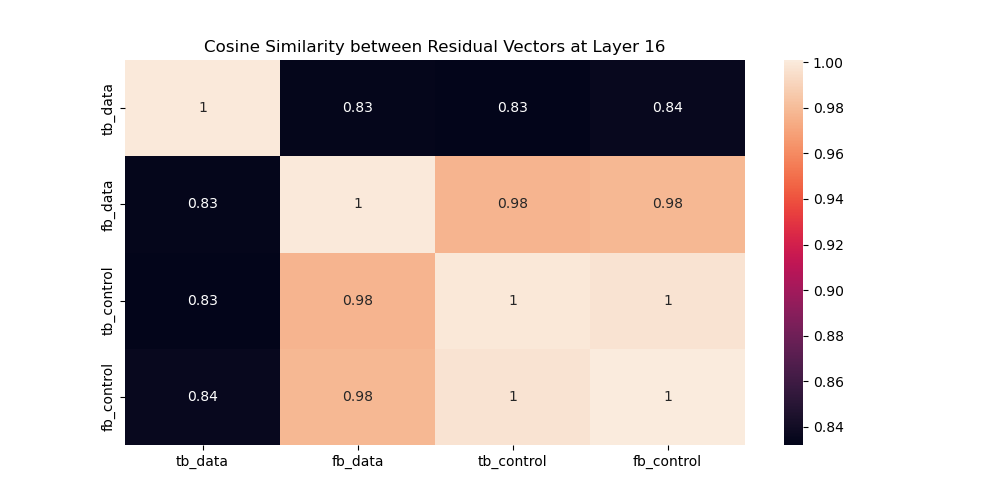 Cosine Similarity between Residual Vectors at Layer 16
tb_data
1
0.83
0.83
0.84
fb_data
0.83
1
0.98
0.98
tb_control
0.83
0.98
1
1
fb_control
0.84
0.98
1
1
tb_data
fb_data
tb_control
fb_control
1.00
0.98
0.96
0.94
0.92
0.90
0.88
0.86
0.84